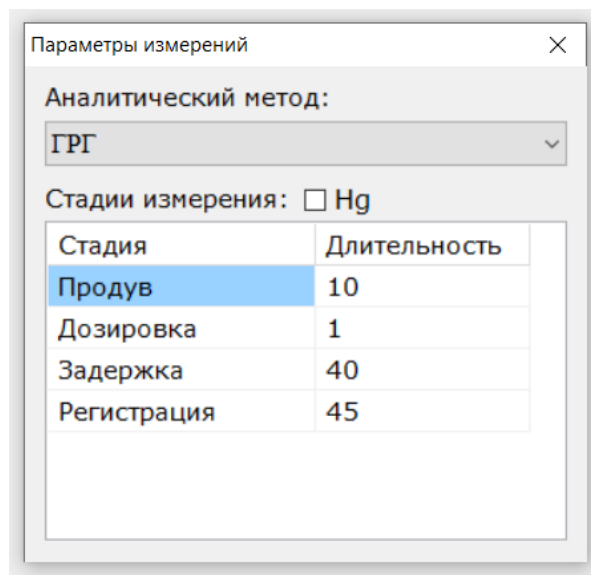 Параметры измерений
Аналитический метод:
ГРГ
Стадии измерения: Hg
Стадия Длительность
Продув 10
Дозировка 1
Задержка 40
Регистрация 45